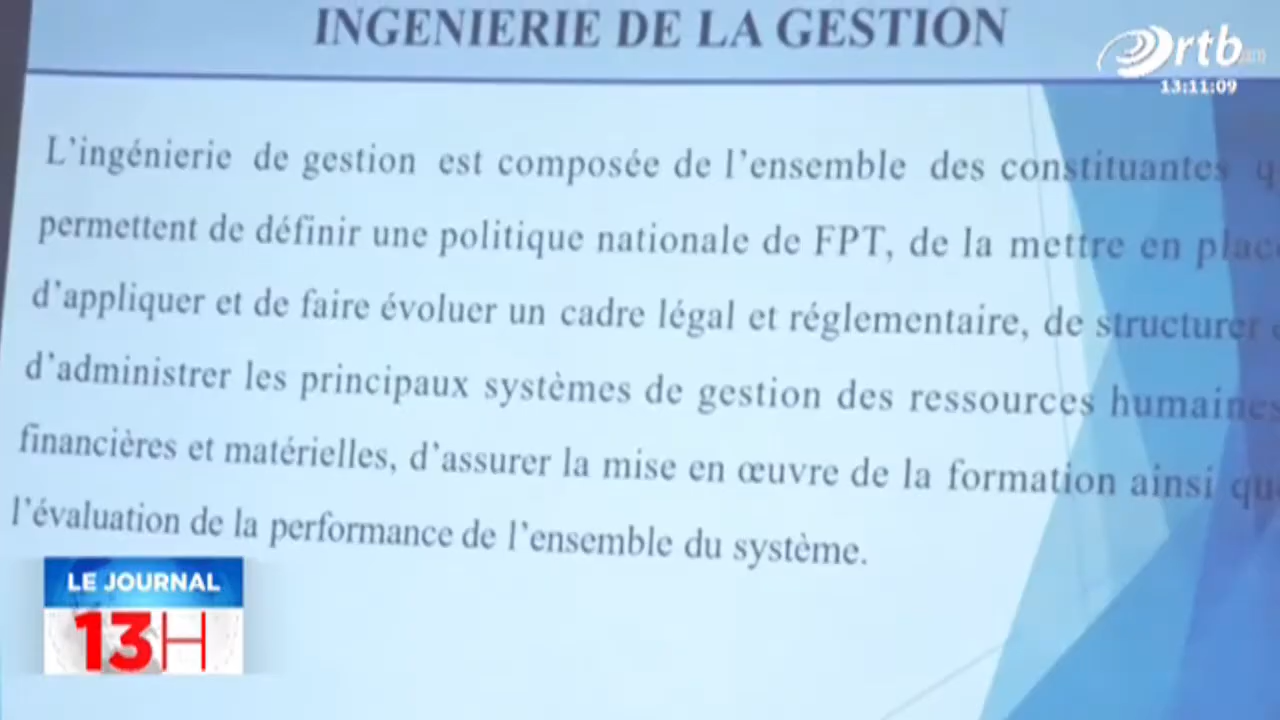 INGENIERIE DE LA GESTION
rtb
13:11:09
L'ingénierie de gestion est composée de l'ensemble des constituantes
permettent de définir une politique nationale de FPT, de la mettre en
d'appliquer et de faire évoluer un cadre légal et réglementaire, de structurer
d'administrer les principaux systèmes de gestion des ressources humaines
financières et matérielles, d'assurer la mise en œuvre de la formation ainsi
l'évaluation de la performance de l'ensemble du système.
LE JOURNAL
13H